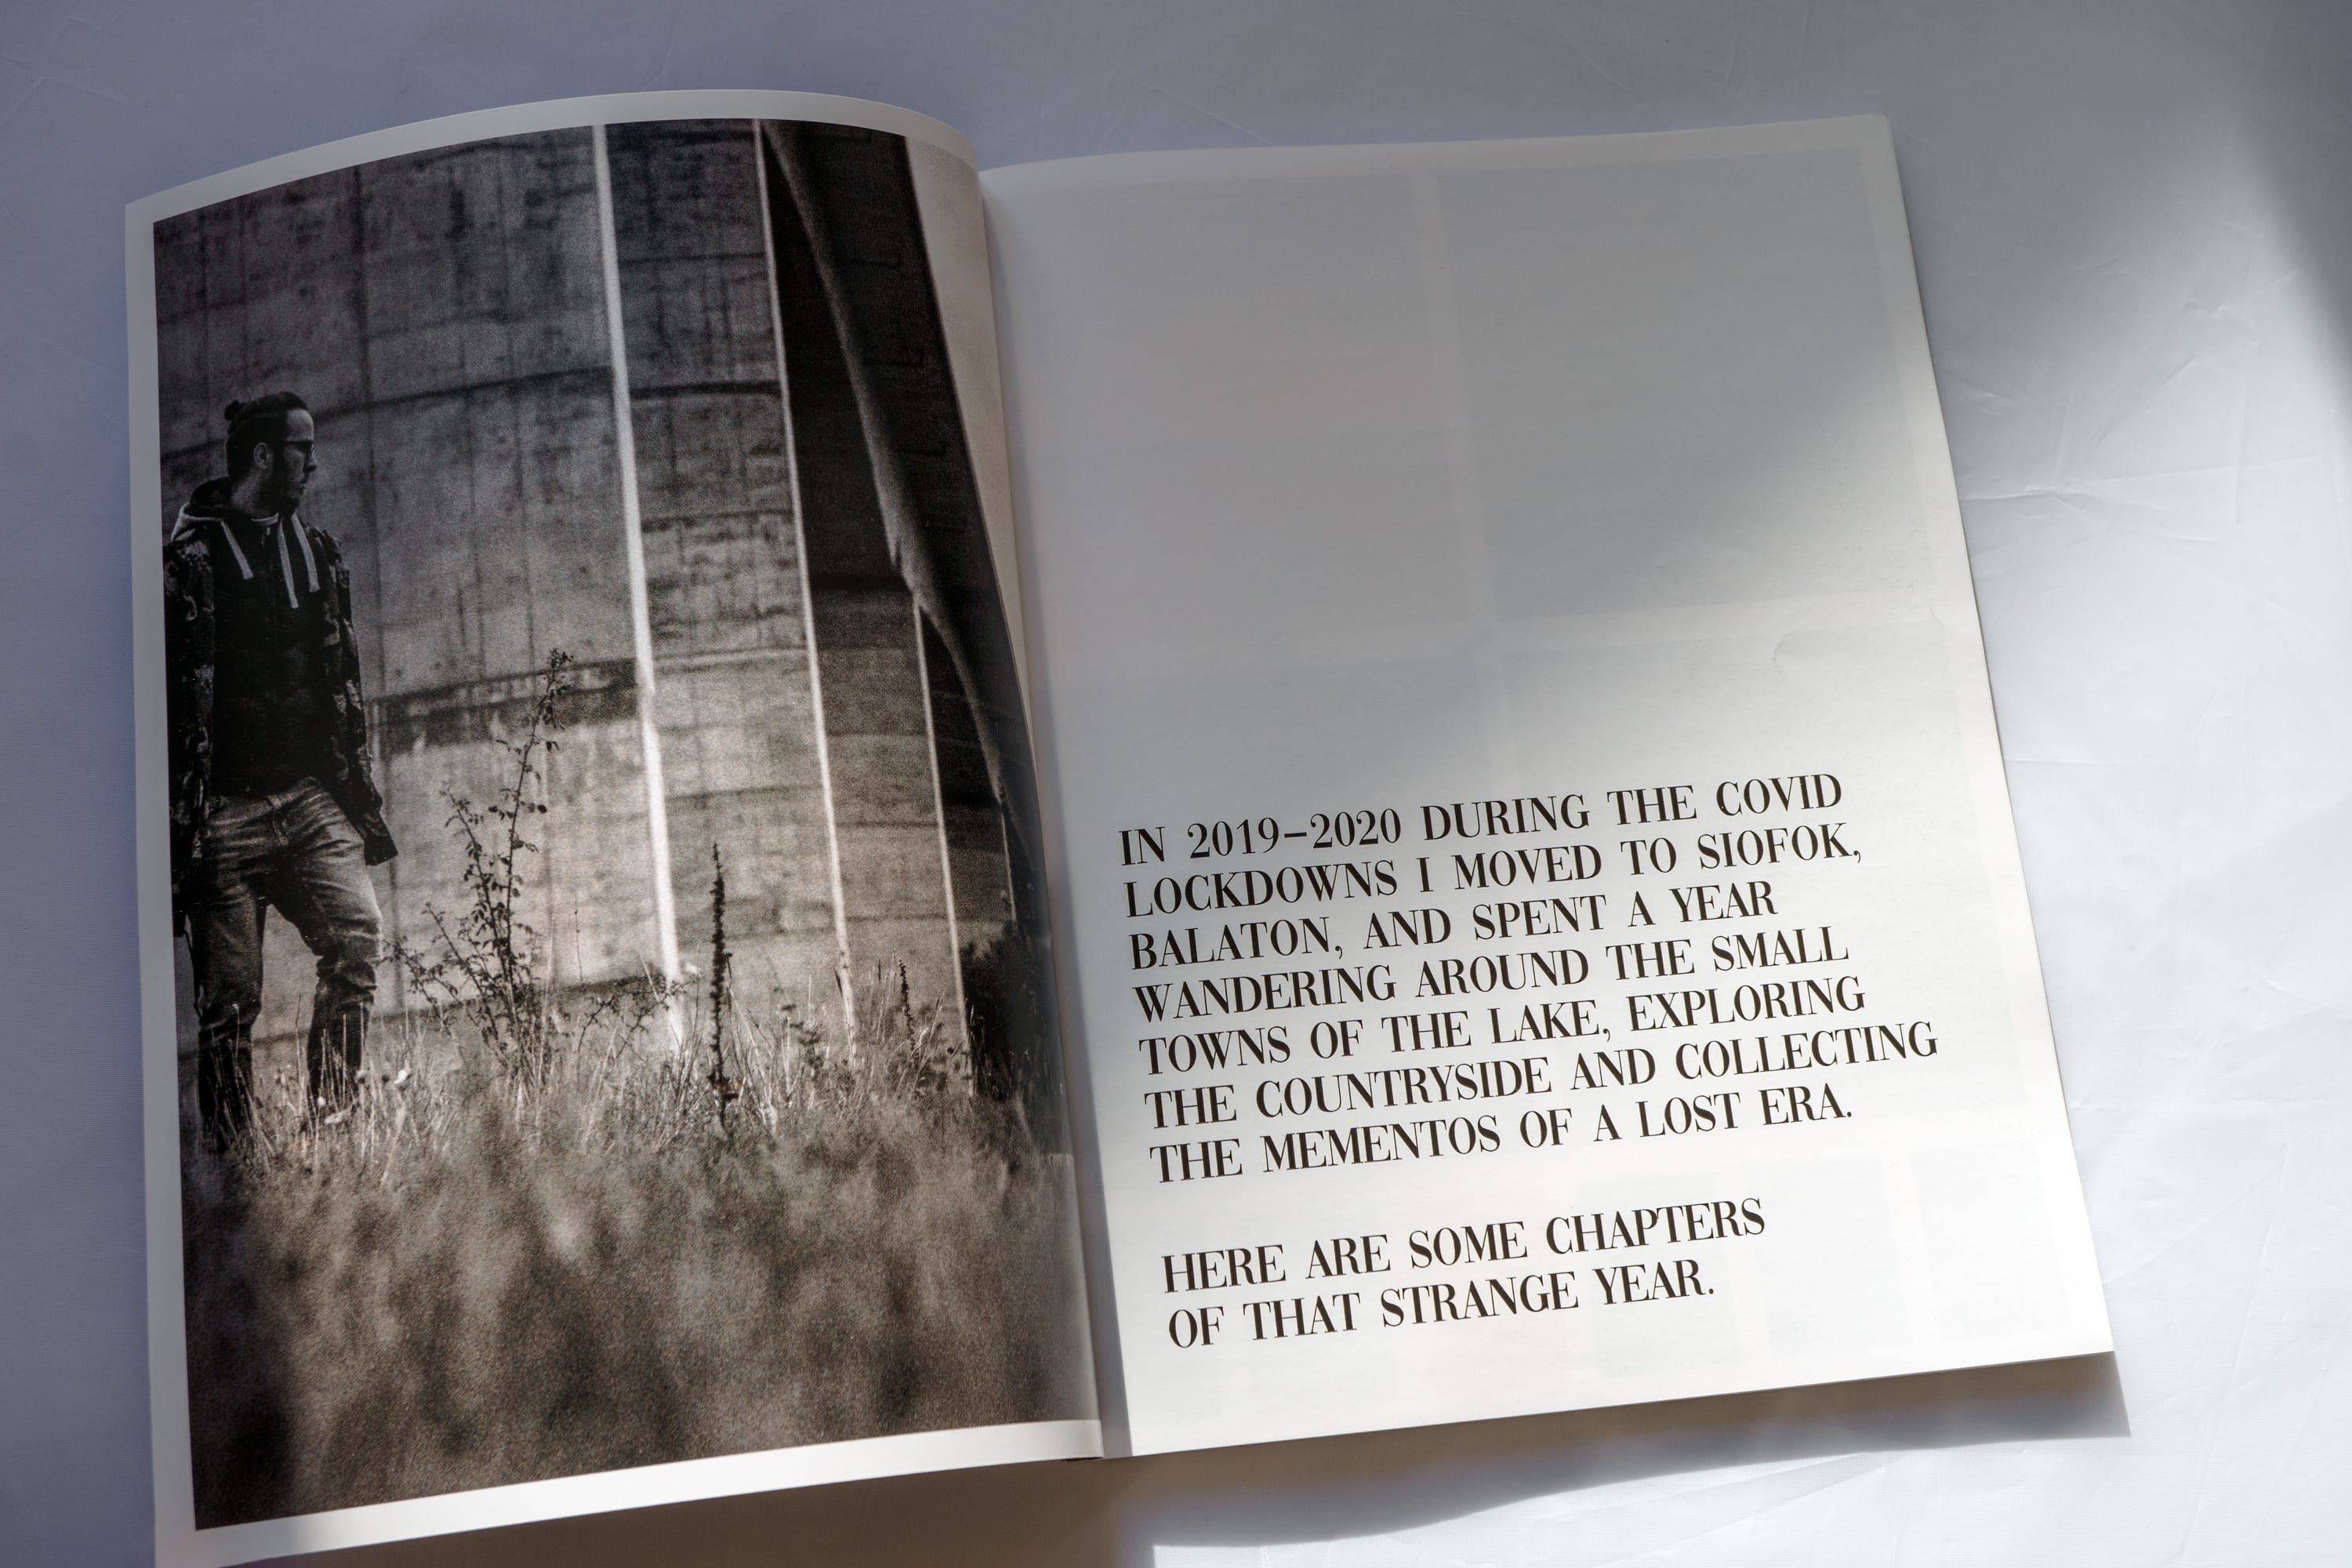 IN 2019–2020 DURING THE COVID
LOCKDOWNS I MOVED TO SIOFOK,
BALATON, AND SPENT A YEAR
WANDERING AROUND THE SMALL
TOWNS OF THE LAKE, EXPLORING
THE COUNTRYSIDE AND COLLECTING
THE MEMENTOS OF A LOST ERA.
HERE ARE SOME CHAPTERS
OF THAT STRANGE YEAR.